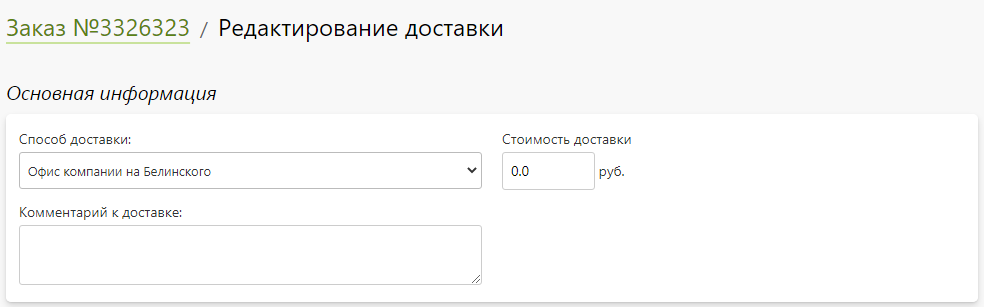 Заказ №3326323 / Редактирование доставки
Основная информация
Способ доставки: Стоимость доставки
Офис компании на Белинского 0.0 руб.
Комментарий к доставке: